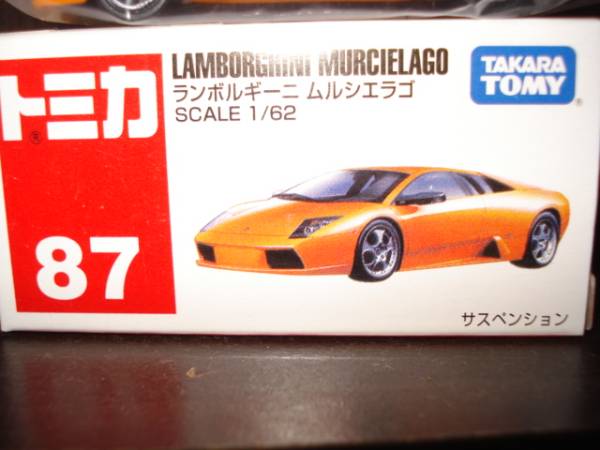 LAMBORGHINI MURCIELAGO
ランボルギーニ ムルシエラゴ
SCALE 1/62
TAKARA
TOMY
®
トミカ
®
87
サスペンション